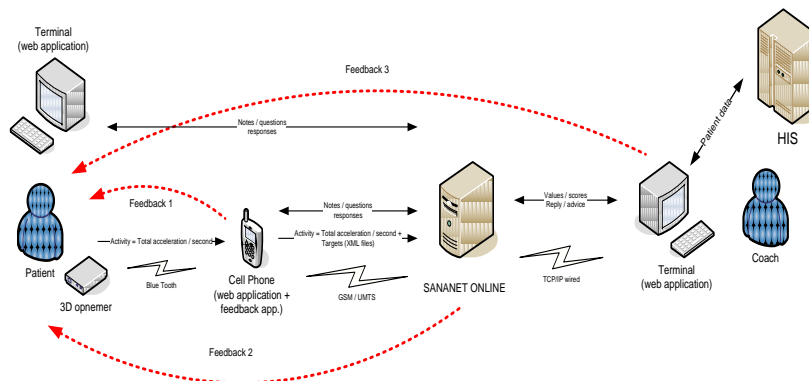 Terminal
(web application)
Feedback 3
Notes / questions
responses
Patient data
HIS
Feedback 1
Notes / questions
responses
Values / scores
Reply / advice
Activity = Total acceleration / second
Activity = Total acceleration / second +
Targets (XML files)
Patient
Blue Tooth
3D opnemer
Cell Phone
(web application +
feedback app.)
GSM / UMTS
SANANET ONLINE
TCP/IP wired
Terminal
(web application)
Coach
Feedback 2